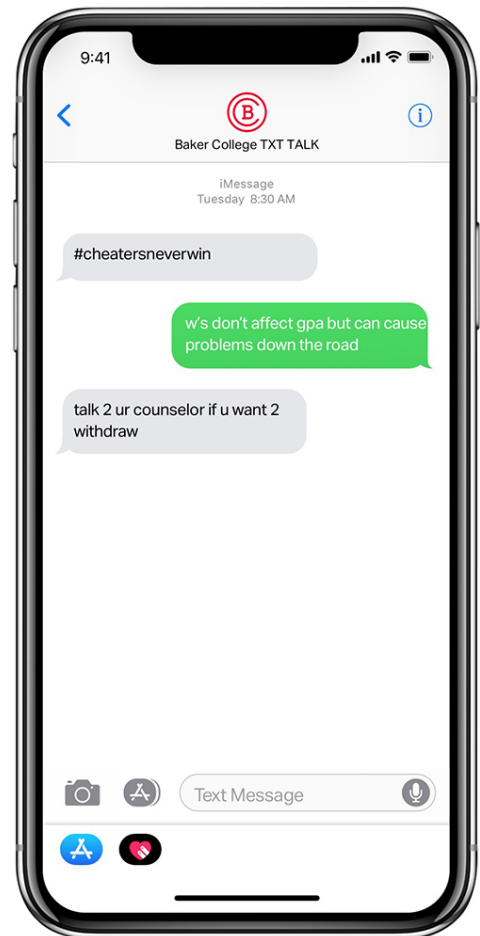 9:41
B
Baker College TXT TALK
iMessage
Tuesday 8:30 AM
#cheatersneverwin
w's don't affect gpa but can cause
problems down the road
talk 2 ur counselor if u want 2
withdraw
Text Message